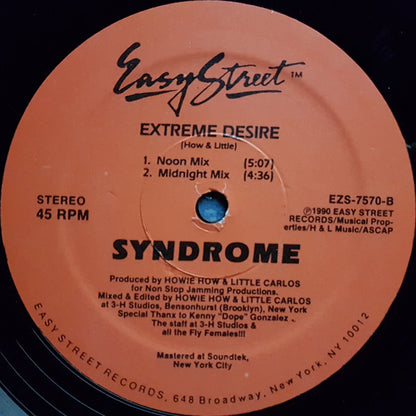 Easy Street™
EXTREME DESIRE
(How & Little)
1. Noon Mix (5:07)
2. Midnight Mix (4:36)
STEREO
45 RPM
EZS-7570-B
Ⓟ1990 EASY STREET
RECORDS/Musical Prop-
erties/H & L Music/ASCAP
SYNDROME
Produced by HOWIE HOW & LITTLE CARLOS
for Non Stop Jamming Productions.
Mixed & Edited by HOWIE HOW & LITTLE CARLOS
at 3-H Studios, Bensonhurst (Brooklyn), New York
Special Thanx to Kenny "Dope" Gonzalez
The staff at 3-H Studios &
all the Fly Females!!!
Mastered at Soundtek,
New York City
EASY STREET RECORDS, 648 Broadway, New York, NY 10012